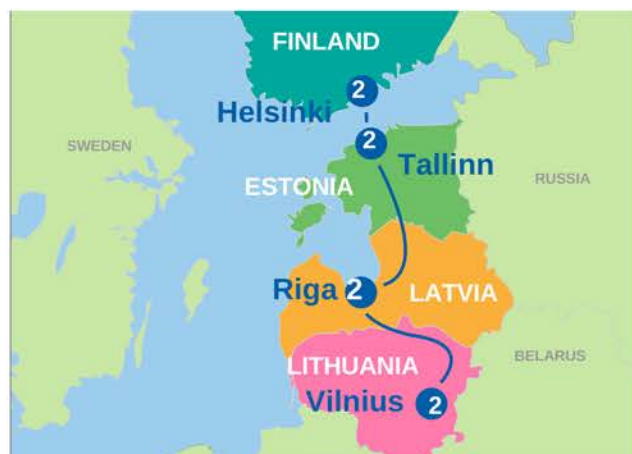 FINLAND
2
Helsinki
2
SWEDEN
Tallinn
ESTONIA
RUSSIA
Riga
2
LATVIA
BELARUS
LITHUANIA
Vilnius
2